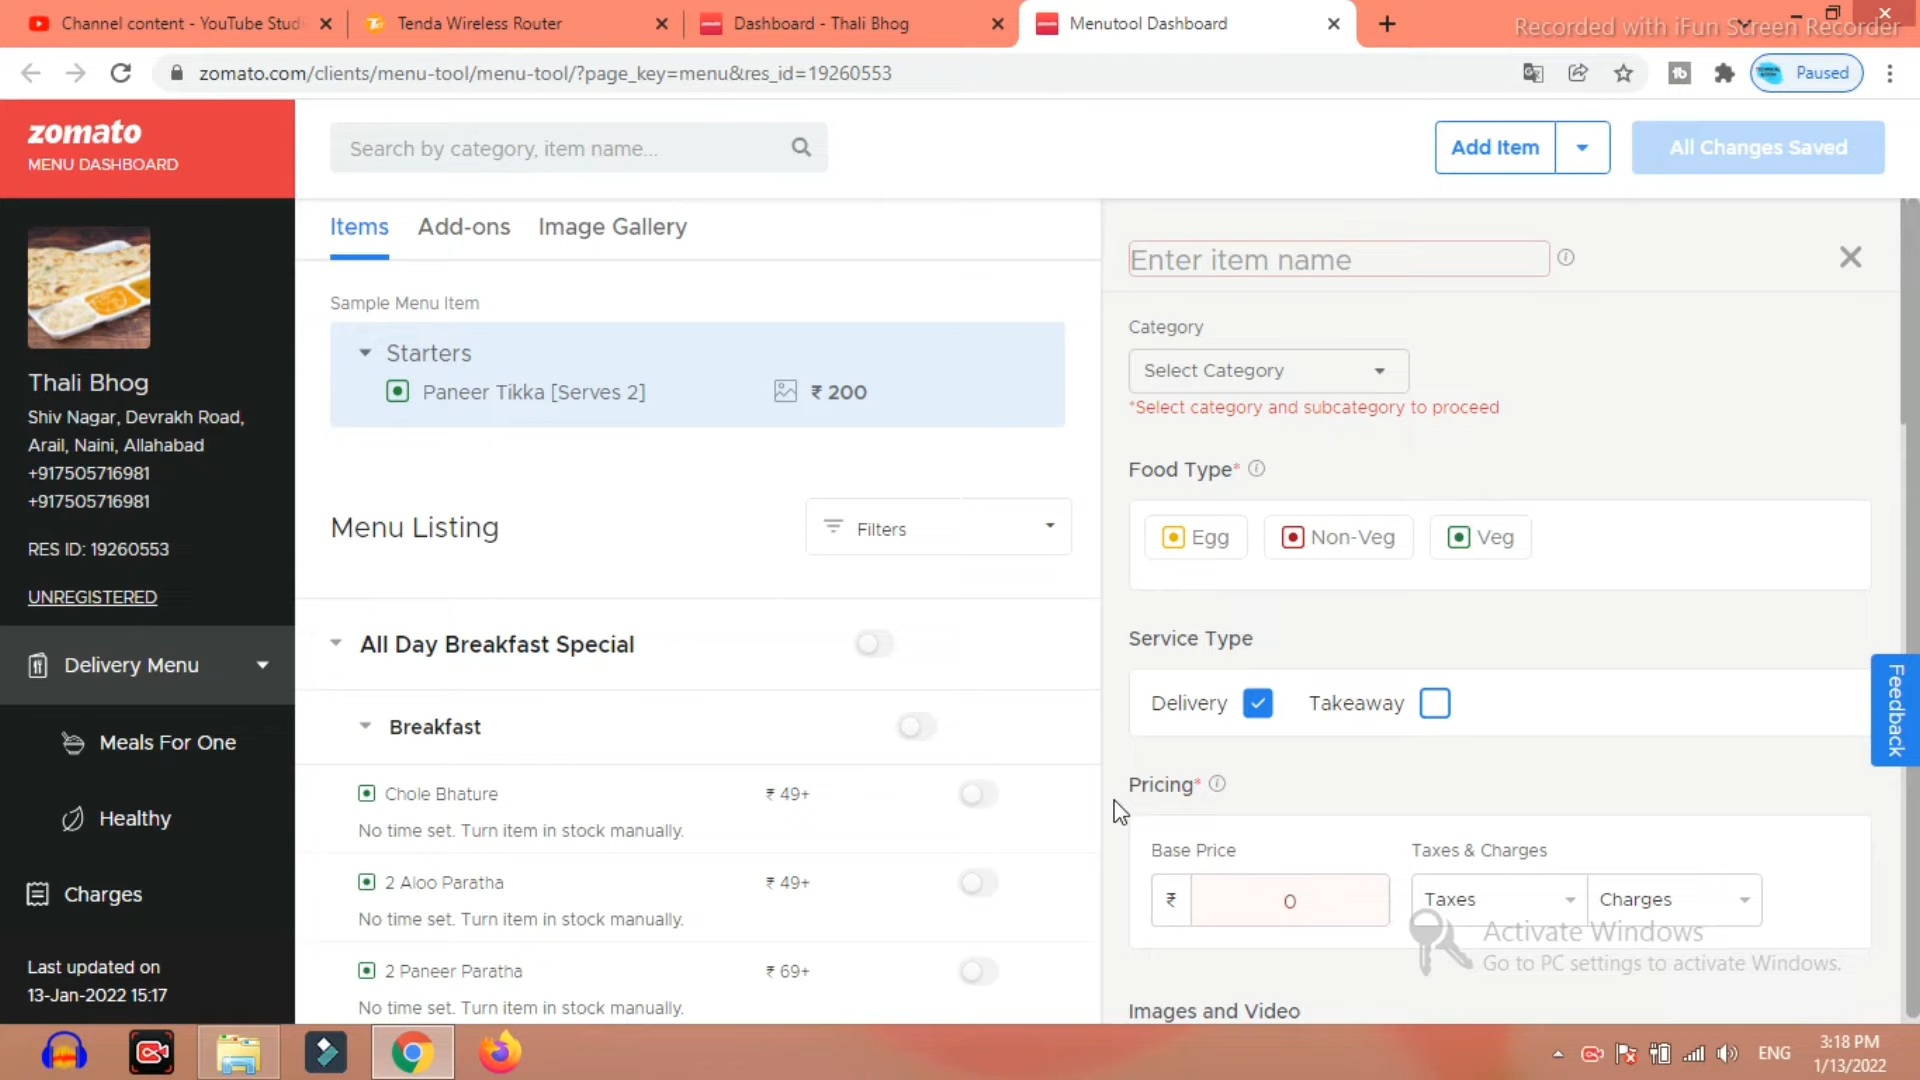 Channel content - YouTube Studi
Tenda Wireless Router
Dashboard - Thali Bhog
Menutool Dashboard
Recorded with iFun Screen Recorder
zomato.com/clients/menu-tool/menu-tool/?page_key=menu&res_id=19260553
Paused
zomato
MENU DASHBOARD
Search by category, item name...
Add Item
All Changes Saved
Thali Bhog
Shiv Nagar, Devrakh Road,
Arail, Naini, Allahabad
+917505716981
+917505716981
RES ID: 19260553
UNREGISTERED
Delivery Menu
Meals For One
Healthy
Charges
Last updated on
13-Jan-2022 15:17
Items Add-ons Image Gallery
Sample Menu Item
Starters
Paneer Tikka [Serves 2] ₹ 200
Menu Listing
Filters
All Day Breakfast Special
Breakfast
Chole Bhature ₹ 49+
No time set. Turn item in stock manually.
2 Aloo Paratha ₹ 49+
No time set. Turn item in stock manually.
2 Paneer Paratha ₹ 69+
No time set. Turn item in stock manually.
Enter item name
Category
Select Category
*Select category and subcategory to proceed
Food Type*
Egg Non-Veg Veg
Service Type
Delivery Takeaway
Pricing*
Base Price Taxes & Charges
₹ 0 Taxes Charges
Activate Windows
Go to PC settings to activate Windows.
Images and Video
Feedback
ENG
3:18 PM
1/13/2022